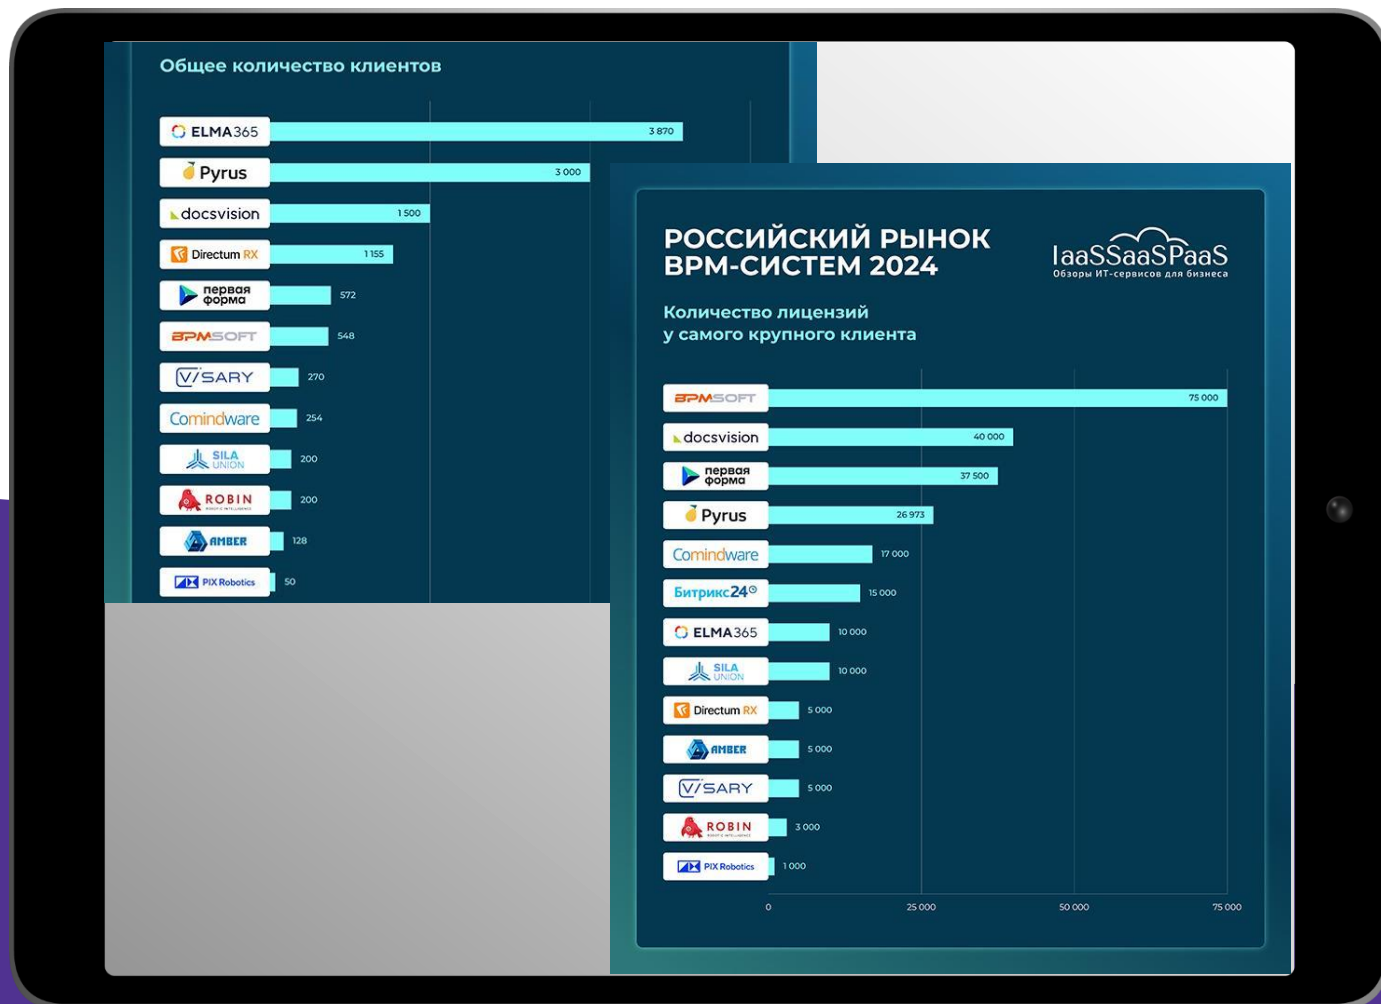 Общее количество клиентов
ELMA365
3 870
Pyrus
3 000
docsvision
1 500
Directum RX
1 155
первая
форма
572
BPMSOFT
548
VISARY
270
Comindware
254
SILA
UNION
200
ROBIN
200
AMBER
128
PIX Robotics
50
РОССИЙСКИЙ РЫНОК
BPM-СИСТЕМ 2024
IaaSSaaSPaaS
Обзоры ИТ-сервисов для бизнеса
Количество лицензий
у самого крупного клиента
BPMSOFT
75 000
docsvision
40 000
первая
форма
37 500
Pyrus
26 973
Comindware
17 000
Битрикс24
15 000
ELMA365
10 000
SILA
UNION
10 000
Directum RX
5 000
AMBER
5 000
VISARY
5 000
ROBIN
3 000
PIX Robotics
1 000
0 25 000 50 000 75 000